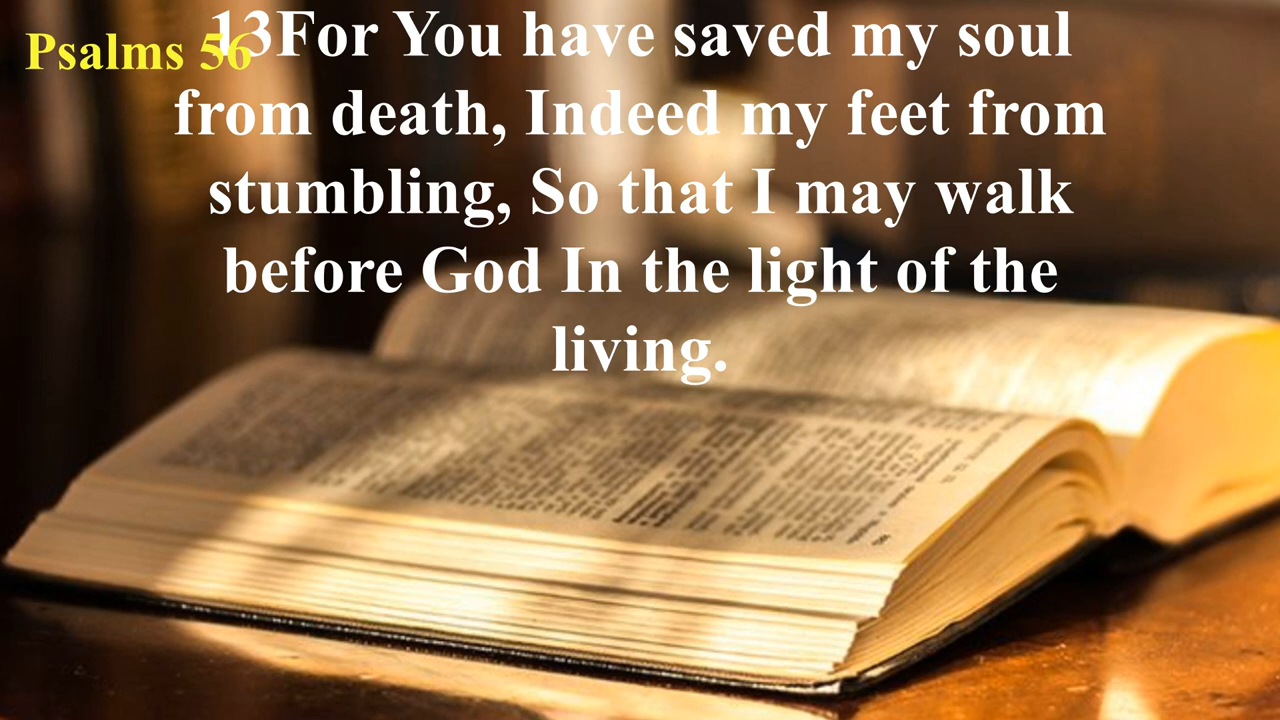 Psalms 56
13For You have saved my soul
from death, Indeed my feet from
stumbling, So that I may walk
before God In the light of the
living.